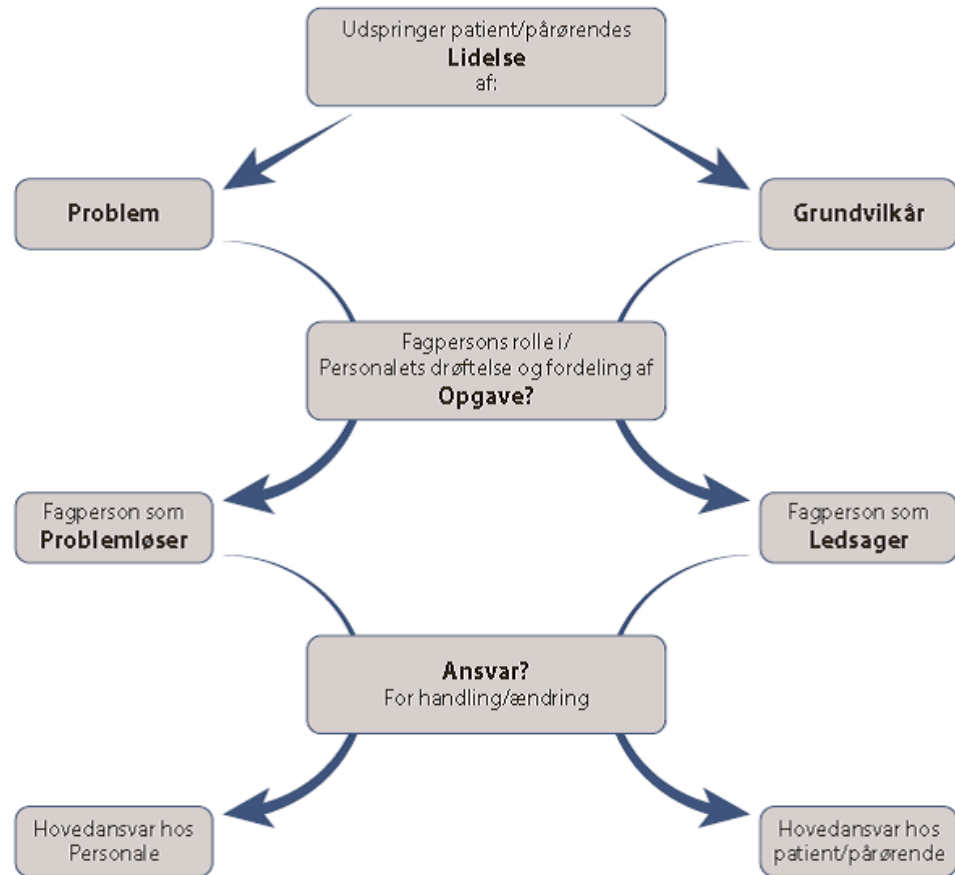 Udspringer patient/pårørendes
Lidelse
af:
Problem
Grundvilkår
Fagpersons rolle i/
Personalets drøftelse og fordeling af
Opgave?
Fagperson som
Problemløser
Fagperson som
Ledsager
Ansvar?
For handling/ændring
Hovedansvar hos
Personale
Hovedansvar hos
patient/pårørende